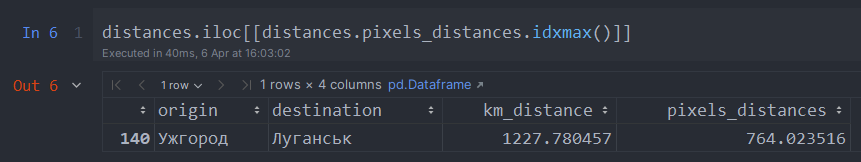 In 6 1 distances.iloc[[distances.pixels_distances.idxmax()]]
Executed in 40ms, 6 Apr at 16:03:02
Out 6 1 row 1 rows × 4 columns pd.Dataframe
origin destination km_distance pixels_distances
140 Ужгород Луганськ 1227.780457 764.023516